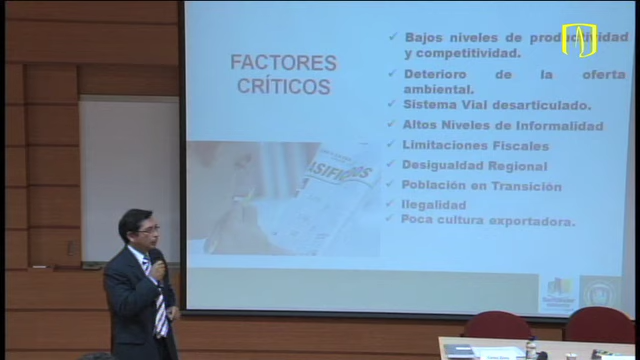 FACTORES
CRÍTICOS
Bajos niveles de productividad
y competitividad.
Deterioro de la oferta
ambiental.
Sistema Vial desarticulado.
Altos Niveles de Informalidad
Limitaciones Fiscales
Desigualdad Regional
Población en Transición
Ilegalidad
Poca cultura exportadora.